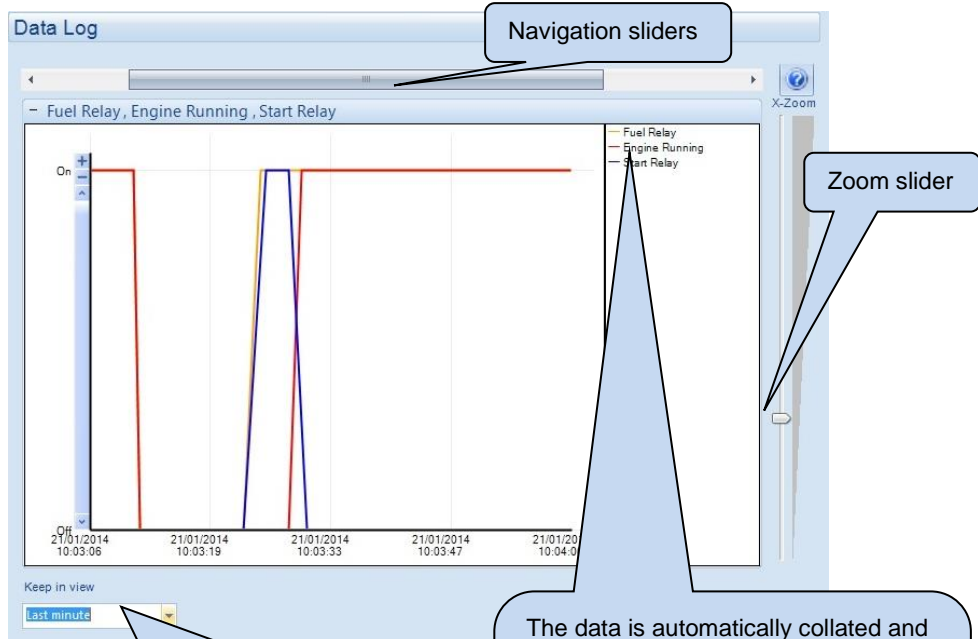 Data Log
Navigation sliders
X-Zoom
− Fuel Relay , Engine Running , Start Relay
Fuel Relay
Engine Running
Start Relay
Zoom slider
On
Off
21/01/2014 21/01/2014 21/01/2014 21/01/2014 21/01/20
10:03:06 10:03:19 10:03:33 10:03:47 10:04:0
Keep in view
Last minute
The data is automatically collated and